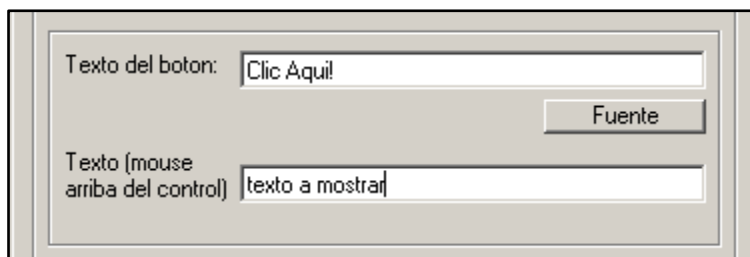 Texto del boton: Clic Aqui!
Fuente
Texto (mouse
arriba del control) texto a mostrar